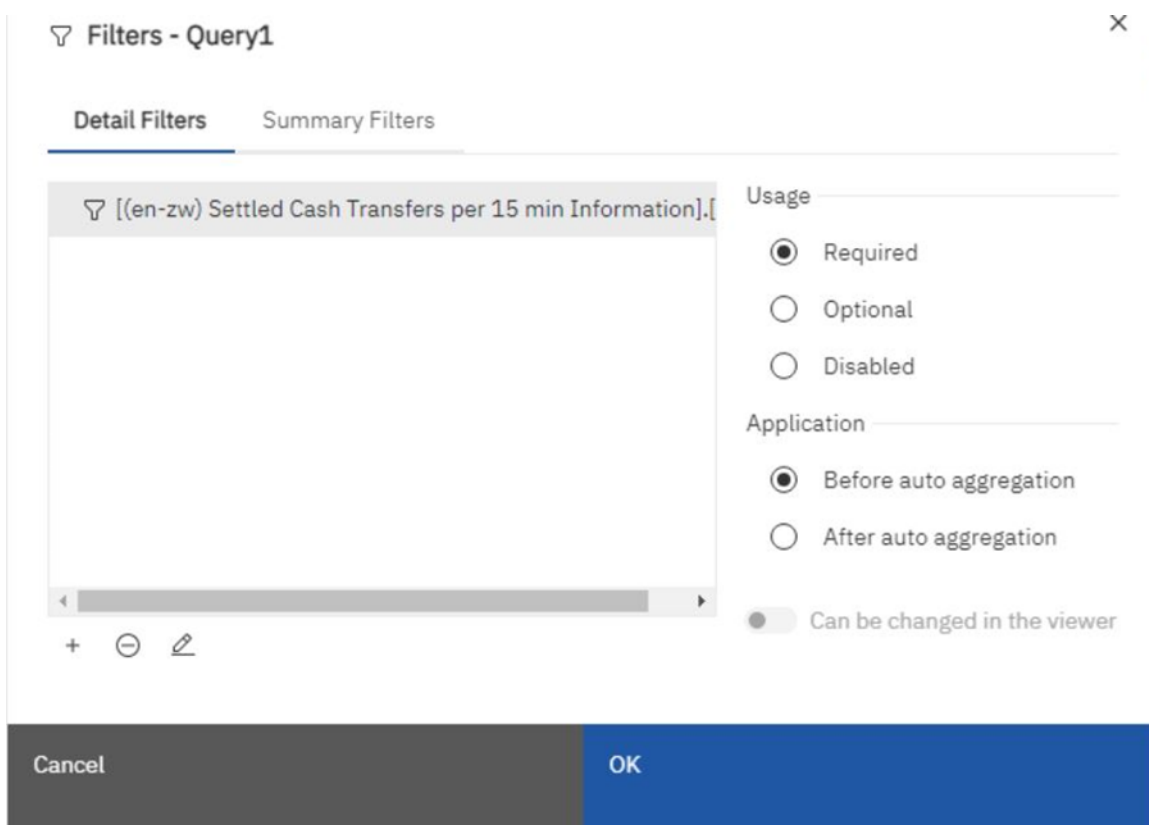 Filters - Query1
Detail Filters
Summary Filters
[(en-zw) Settled Cash Transfers per 15 min Information].[
Usage
Required
Optional
Disabled
Application
Before auto aggregation
After auto aggregation
Can be changed in the viewer
Cancel
OK